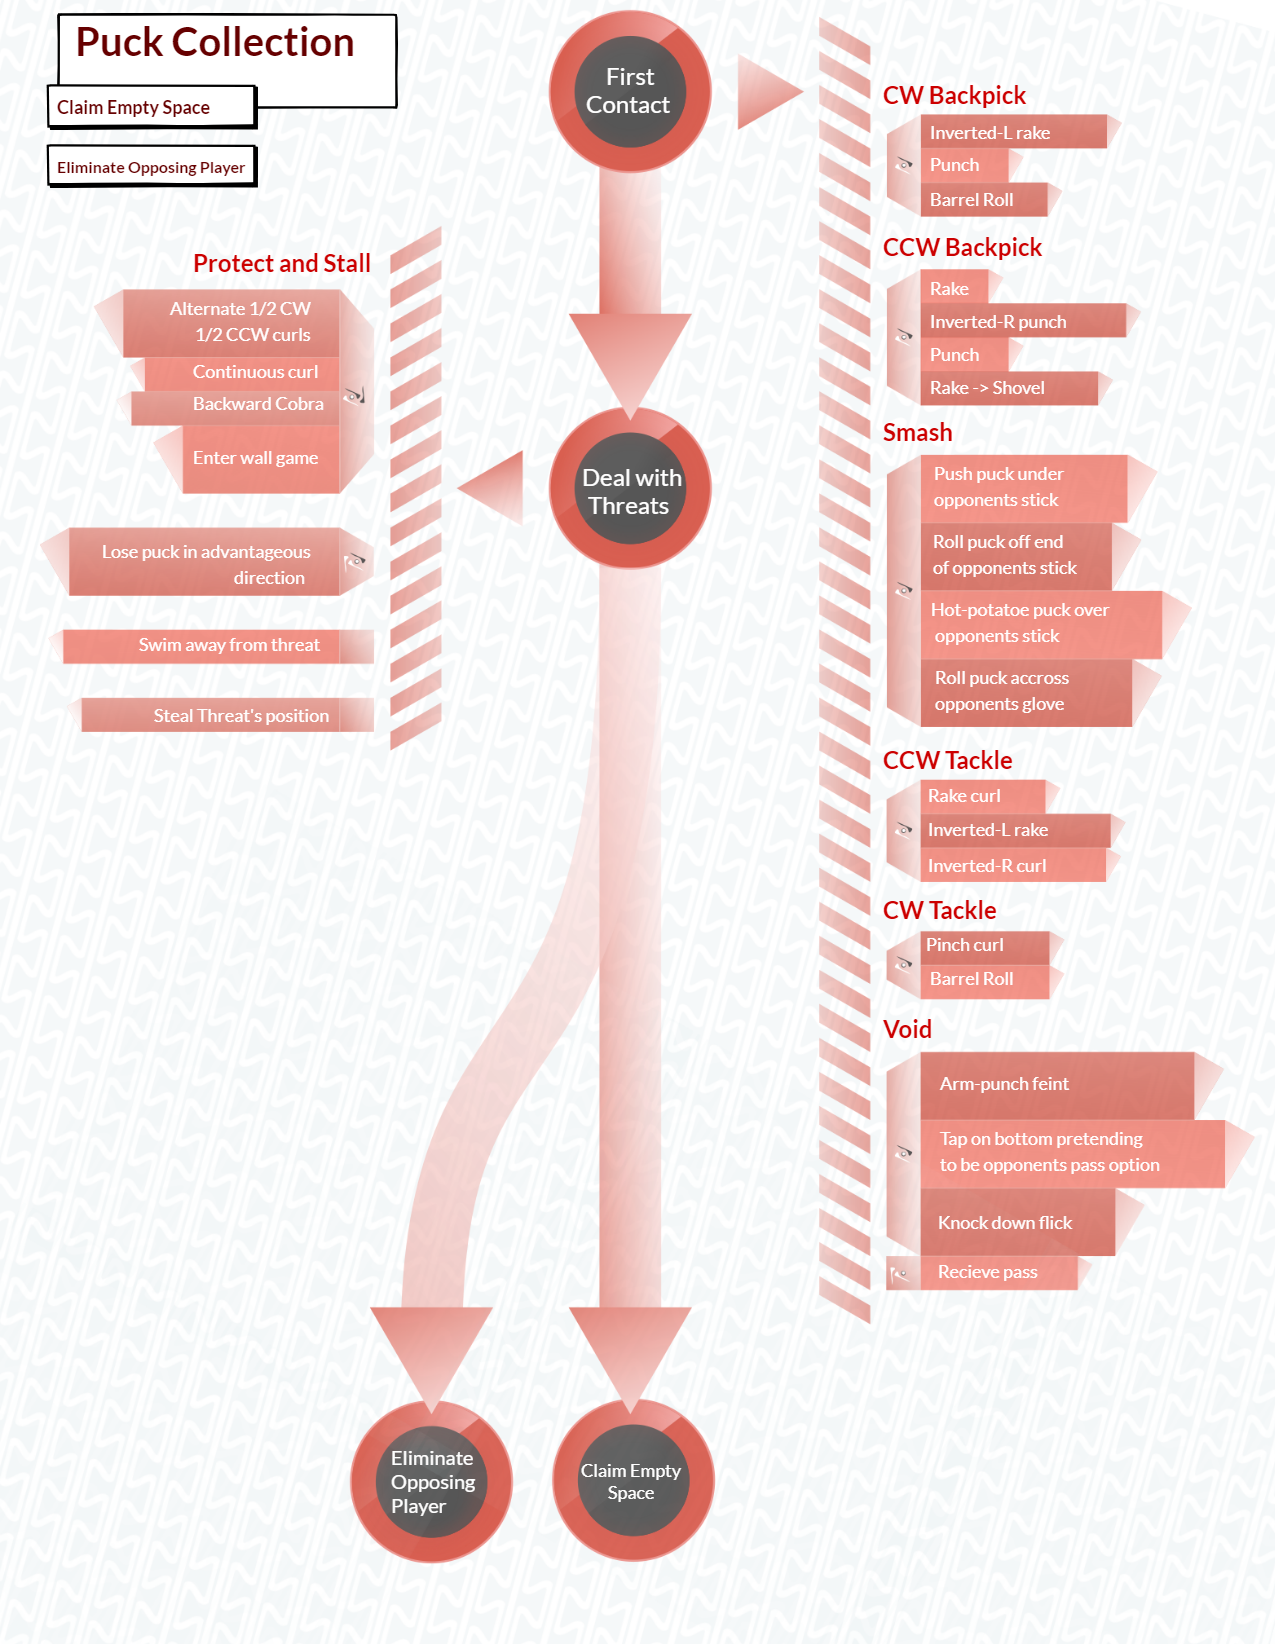 Puck Collection
Claim Empty Space
Eliminate Opposing Player
First
Contact
CW Backpick
Inverted-L rake
Punch
Barrel Roll
CCW Backpick
Rake
Inverted-R punch
Punch
Rake -> Shovel
Smash
Push puck under
opponents stick
Roll puck off end
of opponents stick
Hot-potatoe puck over
opponents stick
Roll puck accross
opponents glove
CCW Tackle
Rake curl
Inverted-L rake
Inverted-R curl
CW Tackle
Pinch curl
Barrel Roll
Void
Arm-punch feint
Tap on bottom pretending
to be opponents pass option
Knock down flick
Recieve pass
Deal with
Threats
Protect and Stall
Alternate 1/2 CW
1/2 CCW curls
Continuous curl
Backward Cobra
Enter wall game
Lose puck in advantageous
direction
Swim away from threat
Steal Threat's position
Eliminate
Opposing
Player
Claim Empty
Space